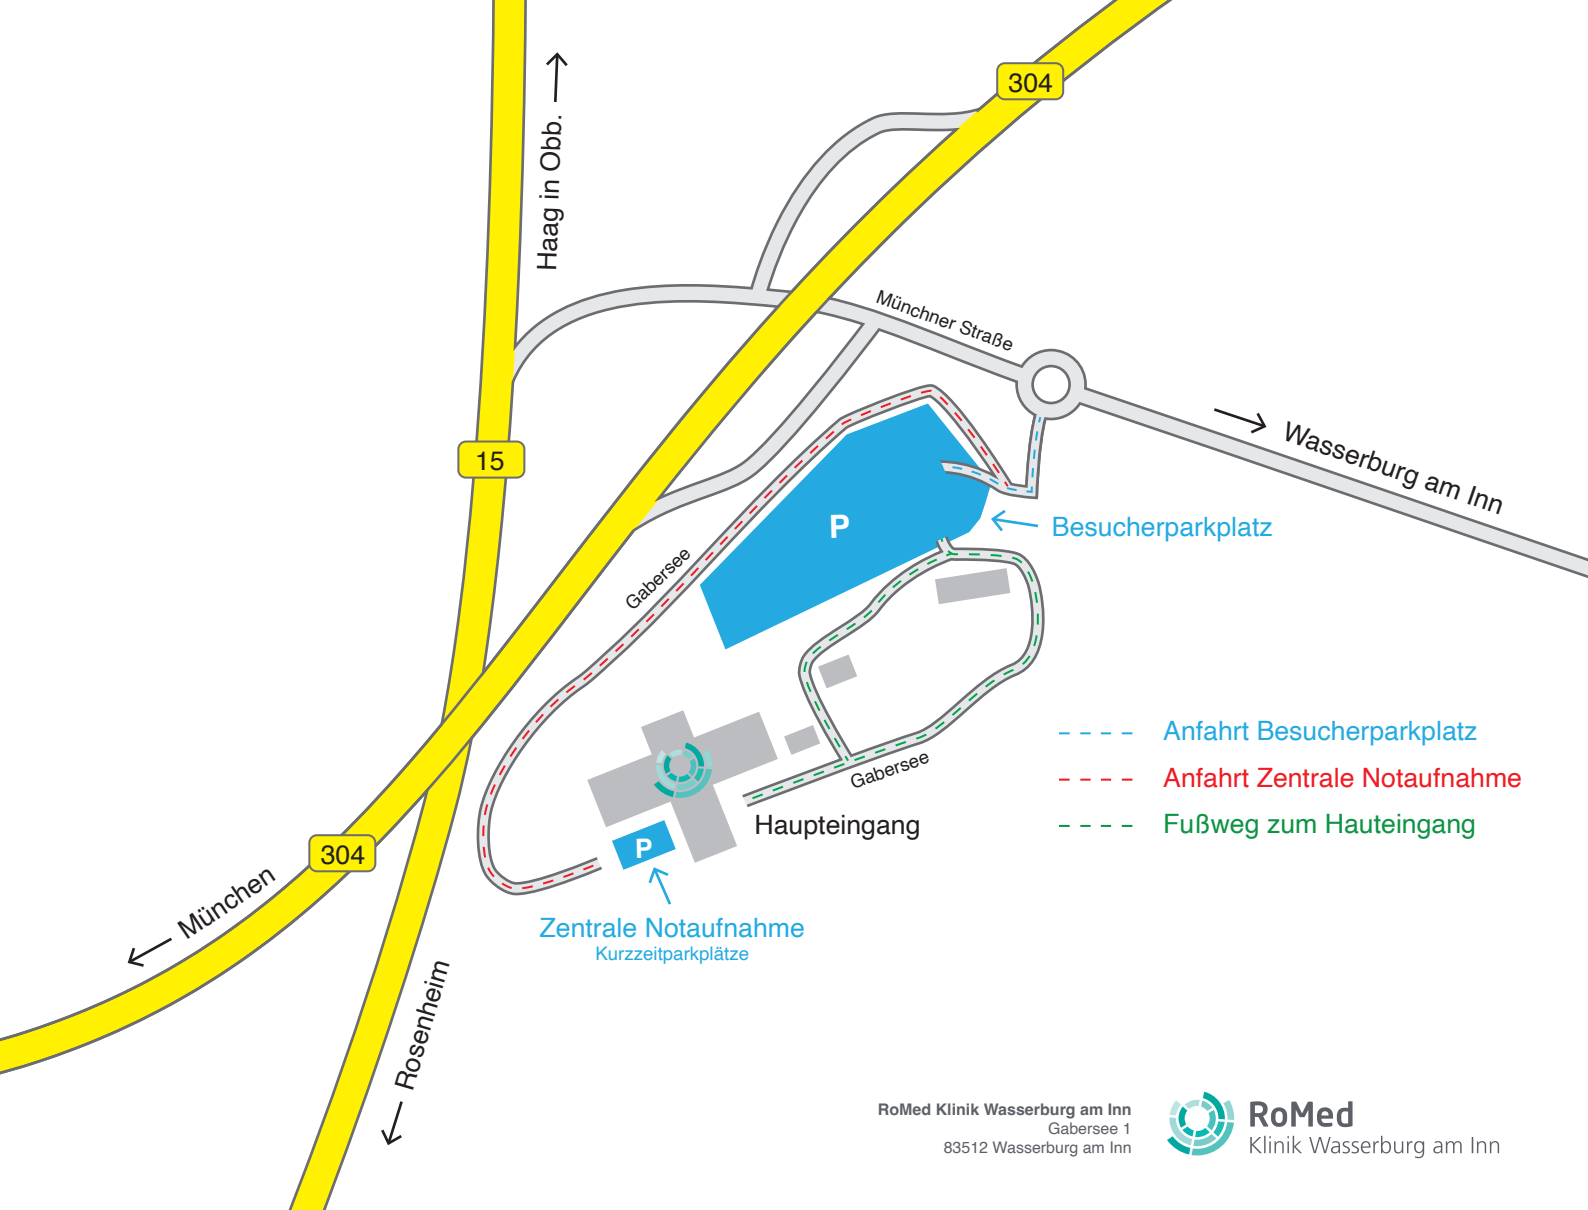 304
Haag in Obb.
Münchner Straße
15
Wasserburg am Inn
P
Besucherparkplatz
Gabersee
Anfahrt Besucherparkplatz
Anfahrt Zentrale Notaufnahme
Fußweg zum Hauteingang
Gabersee
Haupteingang
P
304
München
Zentrale Notaufnahme
Kurzzeitparkplätze
Rosenheim
RoMed Klinik Wasserburg am Inn
Gabersee 1
83512 Wasserburg am Inn
RoMed
Klinik Wasserburg am Inn